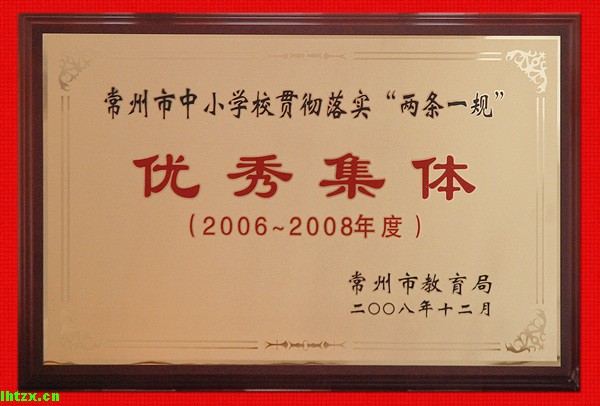 常州市中小学校贯彻落实“两条一规”
优秀集体
（2006~2008年度）
常州市教育局
二〇〇八年十二月
lhtzx.cn